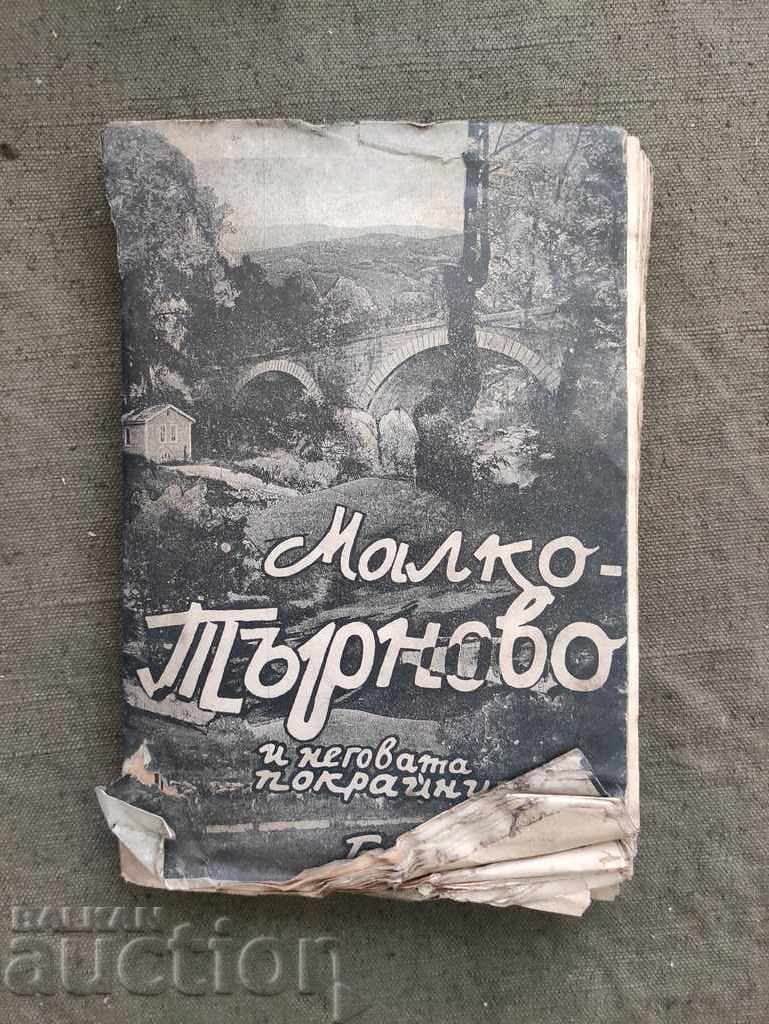 Малко-
Търново
и неговата
покрайни
BALKAN
auction